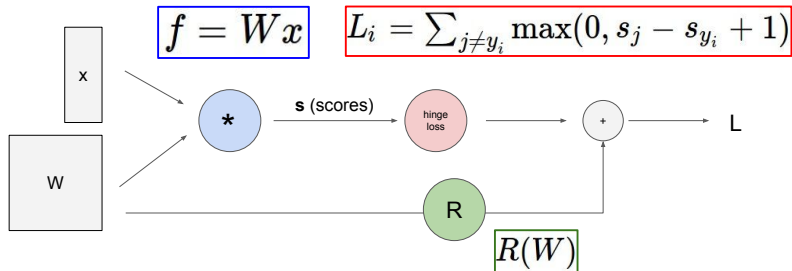 f = Wx
L_i = \sum_{j \neq y_i} \max(0, s_j - s_{y_i} + 1)
x
*
s (scores)
hinge
loss
+
L
W
R
R(W)